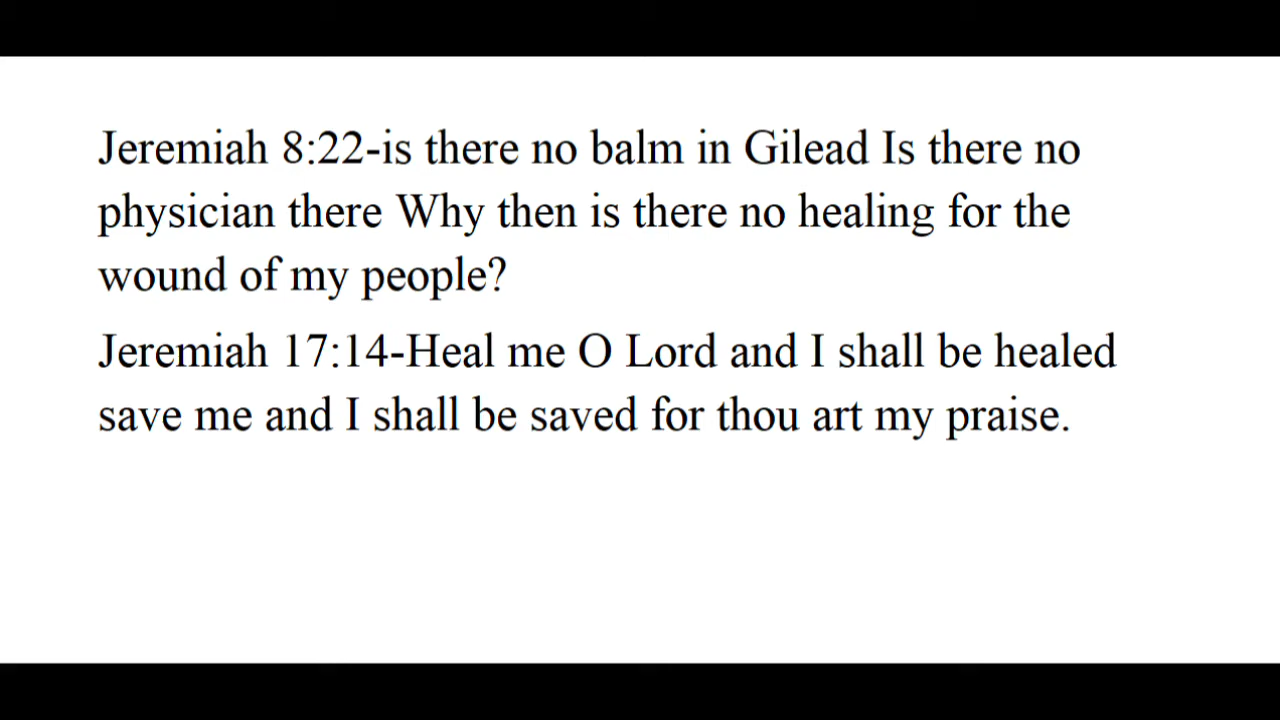 Jeremiah 8:22-is there no balm in Gilead Is there no
physician there Why then is there no healing for the
wound of my people?
Jeremiah 17:14-Heal me O Lord and I shall be healed
save me and I shall be saved for thou art my praise.